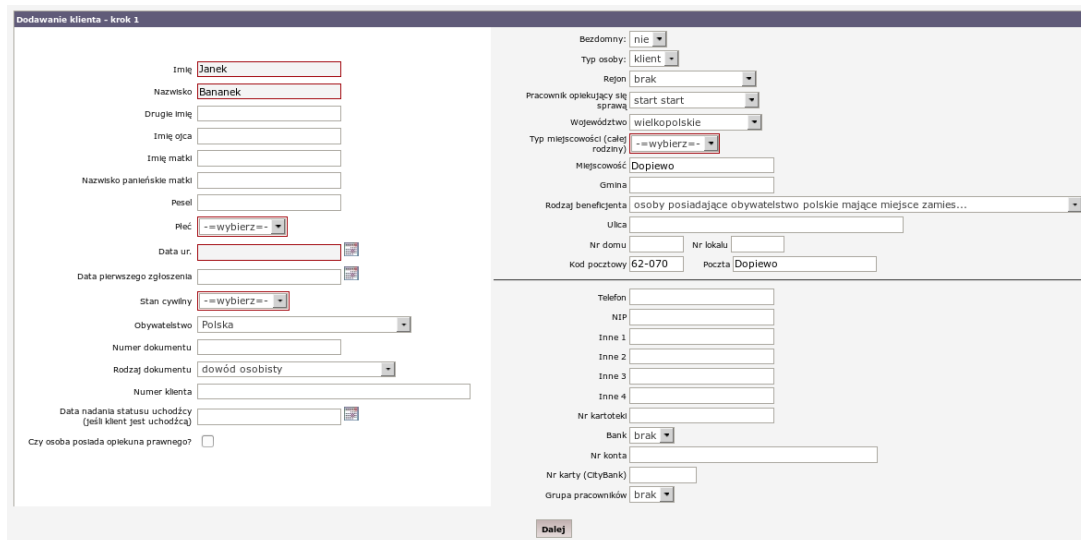 Dodawanie klienta - krok 1
Imię Janek
Nazwisko Bananek
Drugie imię
Imię ojca
Imię matki
Nazwisko panieńskie matki
Pesel
Płeć -=wybierz=-
Data ur.
Data pierwszego zgłoszenia
Stan cywilny -=wybierz=-
Obywatelstwo Polska
Numer dokumentu
Rodzaj dokumentu dowód osobisty
Numer klienta
Data nadania statusu uchodźcy
(jeśli klient jest uchodźcą)
Czy osoba posiada opiekuna prawnego?
Bezdomny: nie
Typ osoby: klient
Rejon brak
Pracownik opiekujący się
sprawą start start
Województwo wielkopolskie
Typ miejscowości (całej
rodziny) -=wybierz=-
Miejscowość Dopiewo
Gmina
Rodzaj beneficjenta osoby posiadające obywatelstwo polskie mające miejsce zamies...
Ulica
Nr domu Nr lokalu
Kod pocztowy 62-070 Poczta Dopiewo
Telefon
NIP
Inne 1
Inne 2
Inne 3
Inne 4
Nr kartoteki
Bank brak
Nr konta
Nr karty (CityBank)
Grupa pracowników brak
Dalej